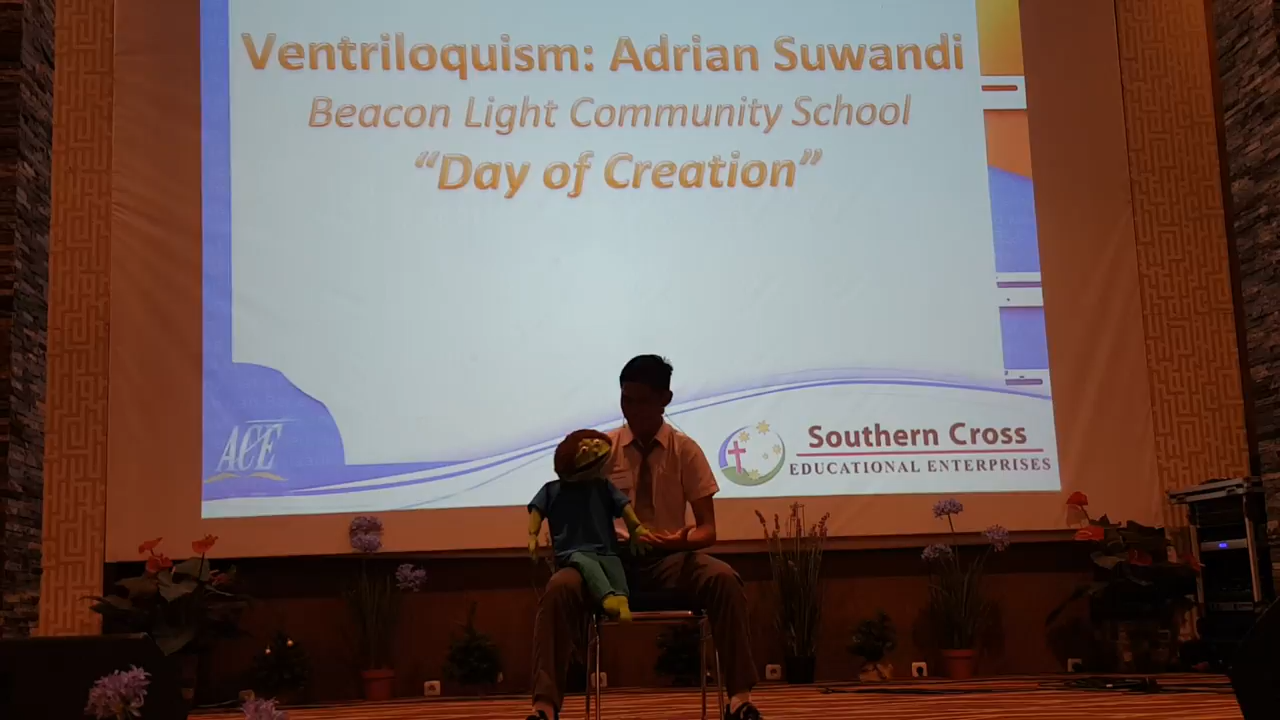 Ventriloquism: Adrian Suwandi
Beacon Light Community School
“Day of Creation”
ACE
Southern Cross
EDUCATIONAL ENTERPRISES